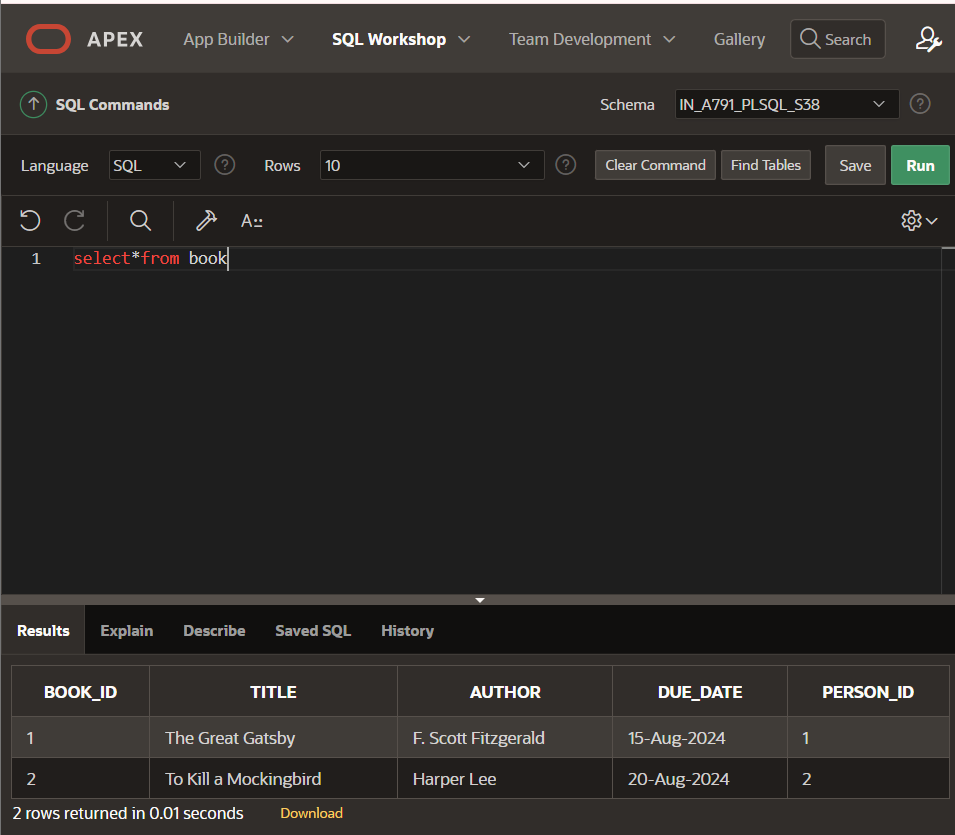 APEX App Builder SQL Workshop Team Development Gallery Search
SQL Commands Schema IN_A791_PLSQL_S38 ?
Language SQL ? Rows 10 ? Clear Command Find Tables Save Run
A::
1 select*from book
Results Explain Describe Saved SQL History
BOOK_ID TITLE AUTHOR DUE_DATE PERSON_ID
1 The Great Gatsby F. Scott Fitzgerald 15-Aug-2024 1
2 To Kill a Mockingbird Harper Lee 20-Aug-2024 2
2 rows returned in 0.01 seconds Download